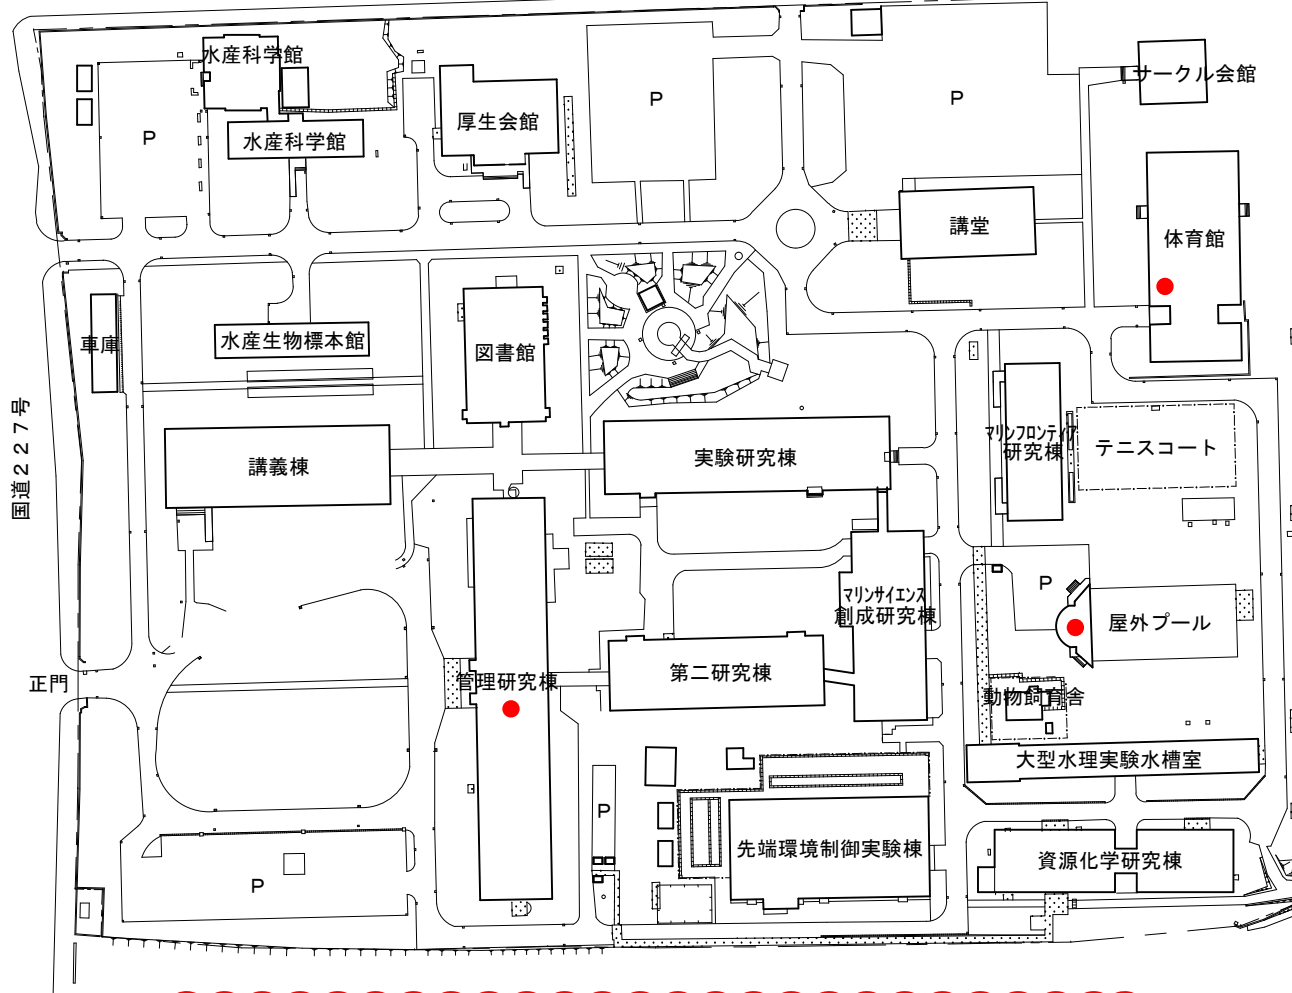 水産科学館
サークル会館
P
P
P
厚生会館
水産科学館
講堂
体育館
車庫
水産生物標本館
図書館
国道227号
講義棟
実験研究棟
マリンフロンティア
研究棟
テニスコート
P
マリンサイエンス
創成研究棟
屋外プール
正門
管理研究棟
第二研究棟
動物飼育舎
大型水理実験水槽室
P
先端環境制御実験棟
資源化学研究棟
P